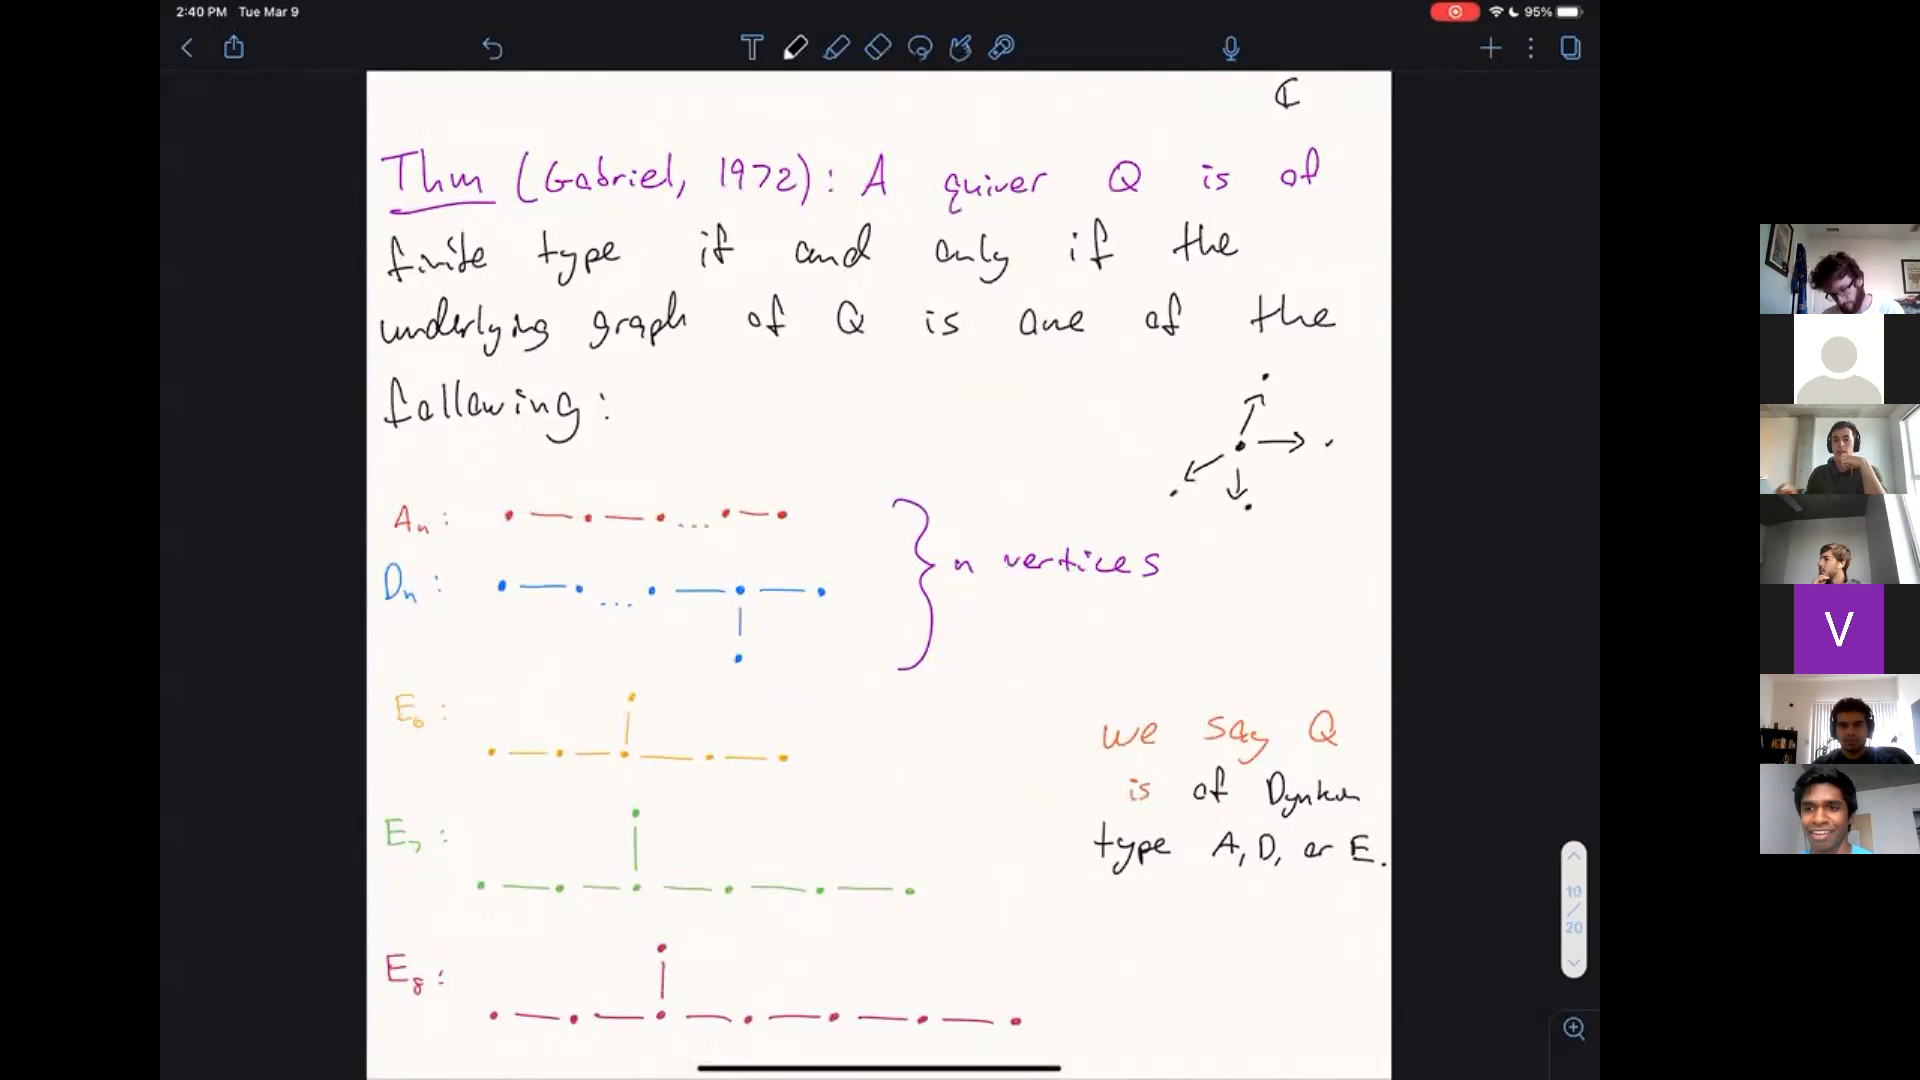 2:40 PM Tue Mar 9
95%
T
ℂ
Thm (Gabriel, 1972): A quiver Q is of
finite type if and only if the
underlying graph of Q is one of the
following:
Aₙ:
...
Dₙ:
...
} n vertices
E₆:
we say Q
is of Dynkin
type A, D, or E.
E₇:
E₈:
10
/
20
V